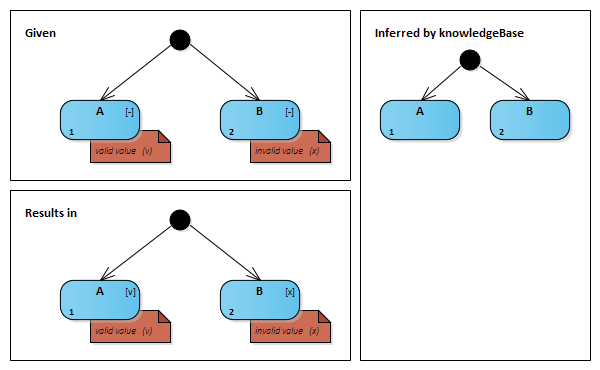 Given
A [-]
1
valid value (v)
B [-]
2
invalid value (x)
Results in
A [v]
1
valid value (v)
B [x]
2
invalid value (x)
Inferred by knowledgeBase
A
1
B
2